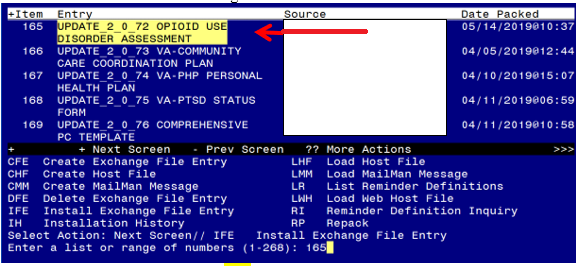 +Item Entry Source Date Packed
165 UPDATE_2_0_72 OPIOID USE 05/14/2019@10:37
DISORDER ASSESSMENT
166 UPDATE_2_0_73 VA-COMMUNITY 04/05/2019@12:44
CARE COORDINATION PLAN
167 UPDATE_2_0_74 VA-PHP PERSONAL 04/10/2019@15:07
HEALTH PLAN
168 UPDATE_2_0_75 VA-PTSD STATUS 04/11/2019@06:59
FORM
169 UPDATE_2_0_76 COMPREHENSIVE 04/11/2019@10:58
PC TEMPLATE
+ + Next Screen - Prev Screen ?? More Actions >>>
CFE Create Exchange File Entry LHF Load Host File
CHF Create Host File LMM Load MailMan Message
CMM Create MailMan Message LR List Reminder Definitions
DFE Delete Exchange File Entry LWH Load Web Host File
IFE Install Exchange File Entry RI Reminder Definition Inquiry
IH Installation History RP Repack
Select Action: Next Screen// IFE Install Exchange File Entry
Enter a list or range of numbers (1-268): 165